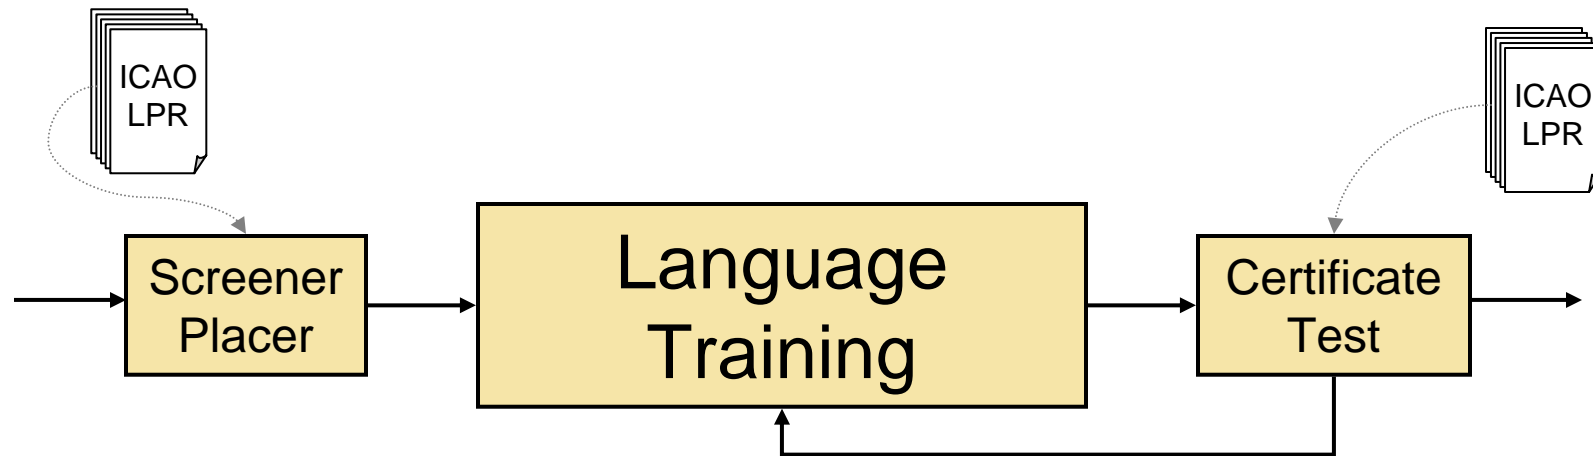 ICAO
LPR
ICAO
LPR
Screener
Placer
Language
Training
Certificate
Test